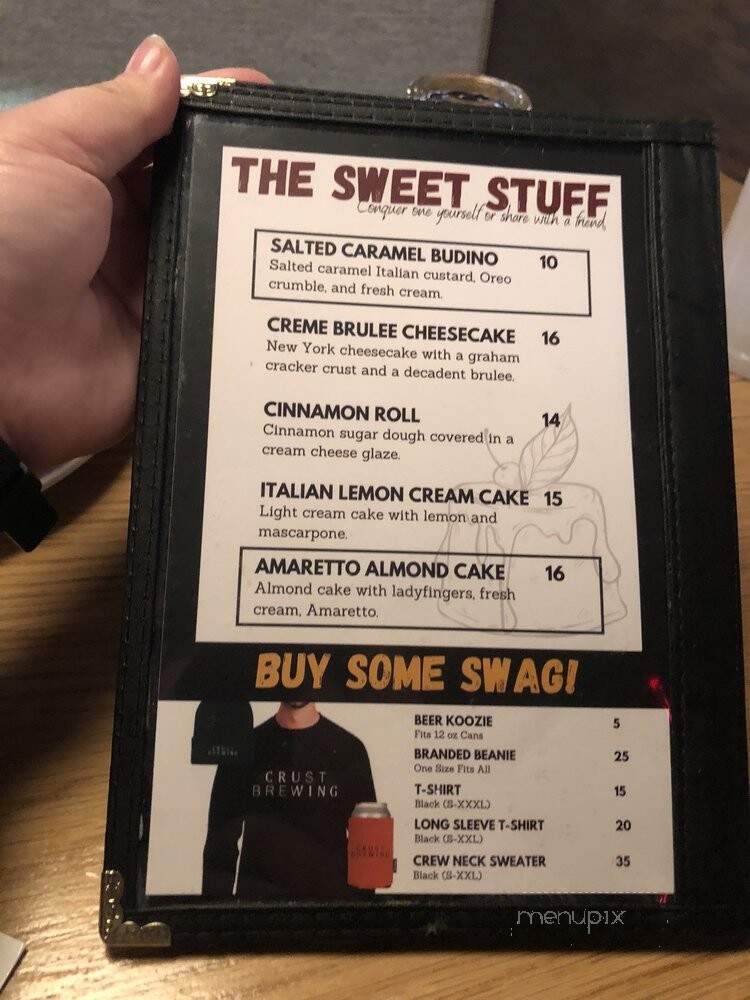 THE SWEET STUFF
Conquer one yourself or share with a friend
SALTED CARAMEL BUDINO 10
Salted caramel Italian custard, Oreo
crumble, and fresh cream.
CREME BRULEE CHEESECAKE 16
New York cheesecake with a graham
cracker crust and a decadent brulee.
CINNAMON ROLL 14
Cinnamon sugar dough covered in a
cream cheese glaze.
ITALIAN LEMON CREAM CAKE 15
Light cream cake with lemon and
mascarpone.
AMARETTO ALMOND CAKE 16
Almond cake with ladyfingers, fresh
cream, Amaretto.
BUY SOME SWAG!
CRUST
BREWING
BEER KOOZIE 5
Fits 12 oz Cans
BRANDED BEANIE 25
One Size Fits All
T-SHIRT 15
Black (S-XXXL)
LONG SLEEVE T-SHIRT 20
Black (S-XXL)
CREW NECK SWEATER 35
Black (S-XXL)
CRUST
BREWING
menupix